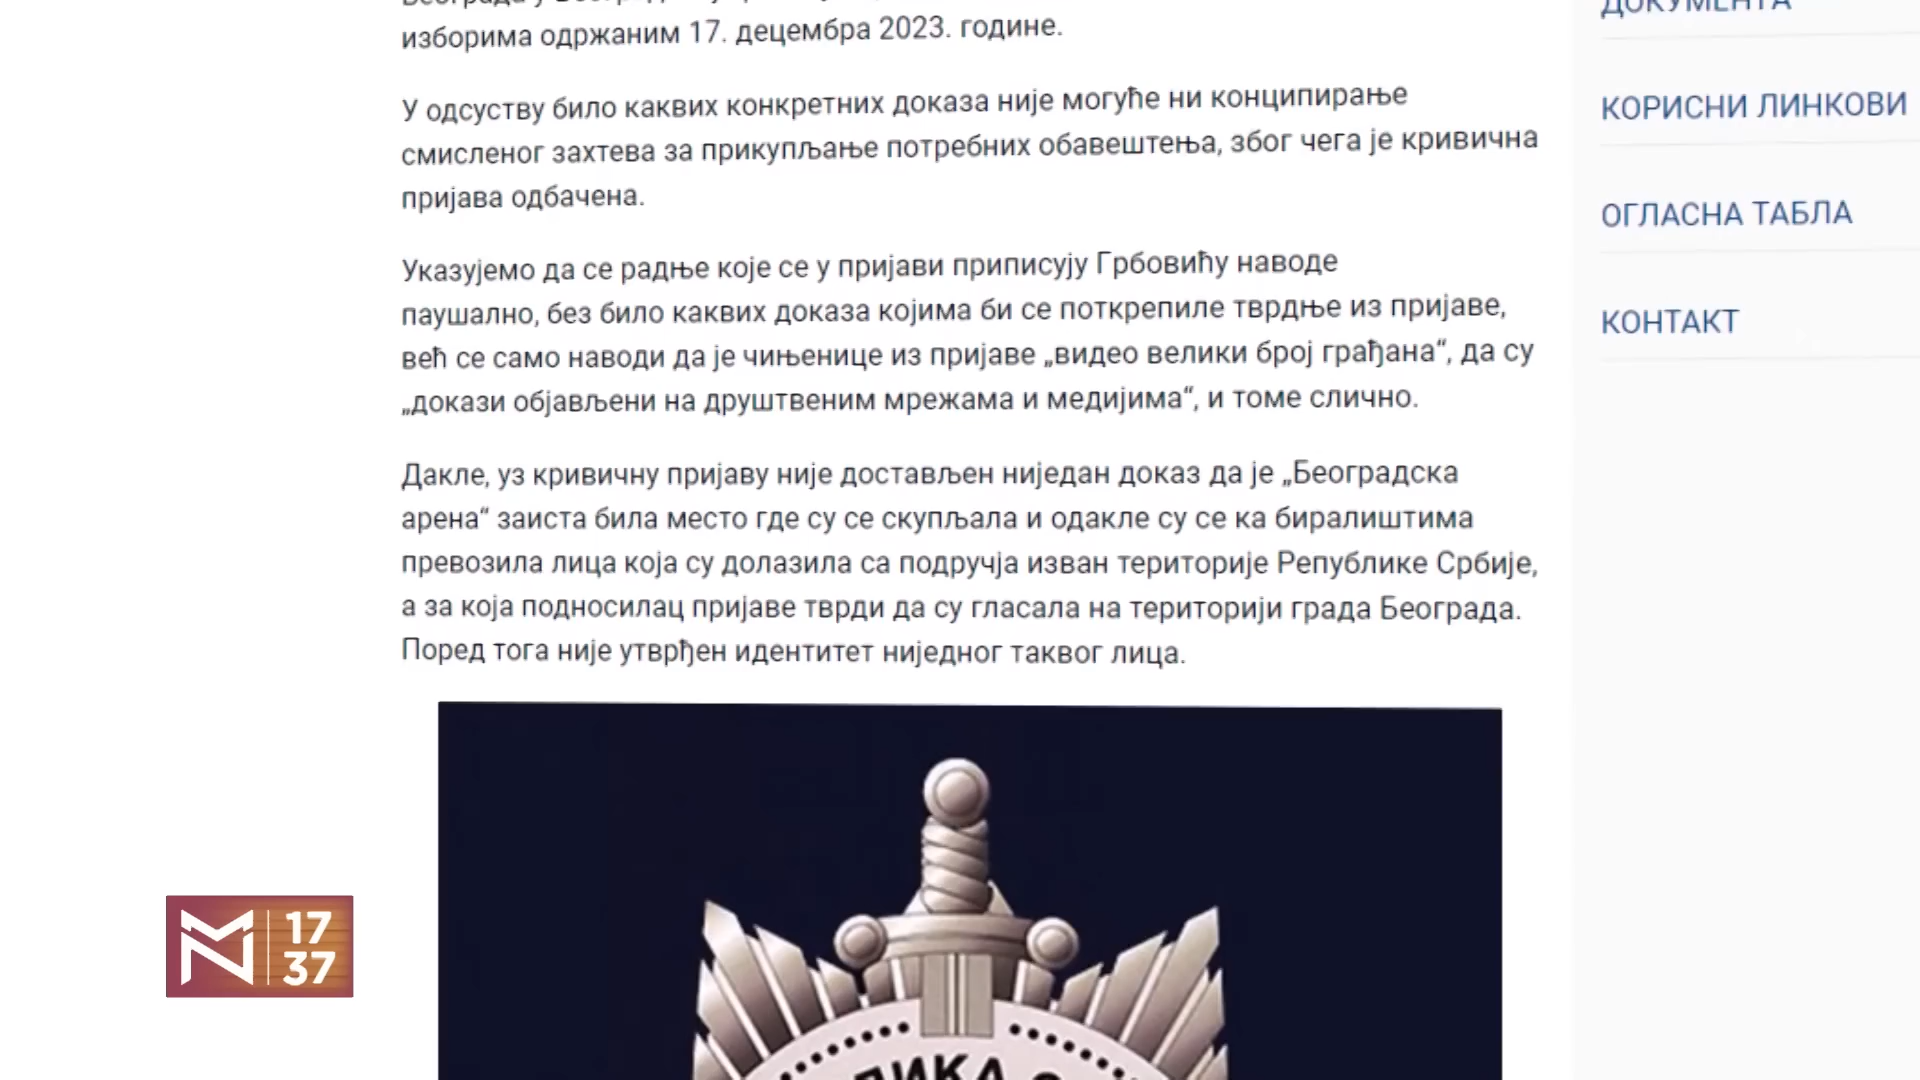 изборима одржаним 17. децембра 2023. године.
У одсуству било каквих конкретних доказа није могуће ни конципирање
смисленог захтева за прикупљање потребних обавештења, због чега је кривична
пријава одбачена.
Указујемо да се радње које се у пријави приписују Грбовићу наводе
паушално, без било каквих доказа којима би се поткрепиле тврдње из пријаве,
већ се само наводи да је чињенице из пријаве „видео велики број грађана“, да су
„докази објављени на друштвеним мрежама и медијима“, и томе слично.
Дакле, уз кривичну пријаву није достављен ниједан доказ да је „Београдска
арена“ заиста била место где су се скупљала и одакле су се ка биралиштима
превозила лица која су долазила са подручја изван територије Републике Србије,
а за која подносилац пријаве тврди да су гласала на територији града Београда.
Поред тога није утврђен идентитет ниједног таквог лица.
ДОКУМЕНТА
КОРИСНИ ЛИНКОВИ
ОГЛАСНА ТАБЛА
КОНТАКТ
17
37